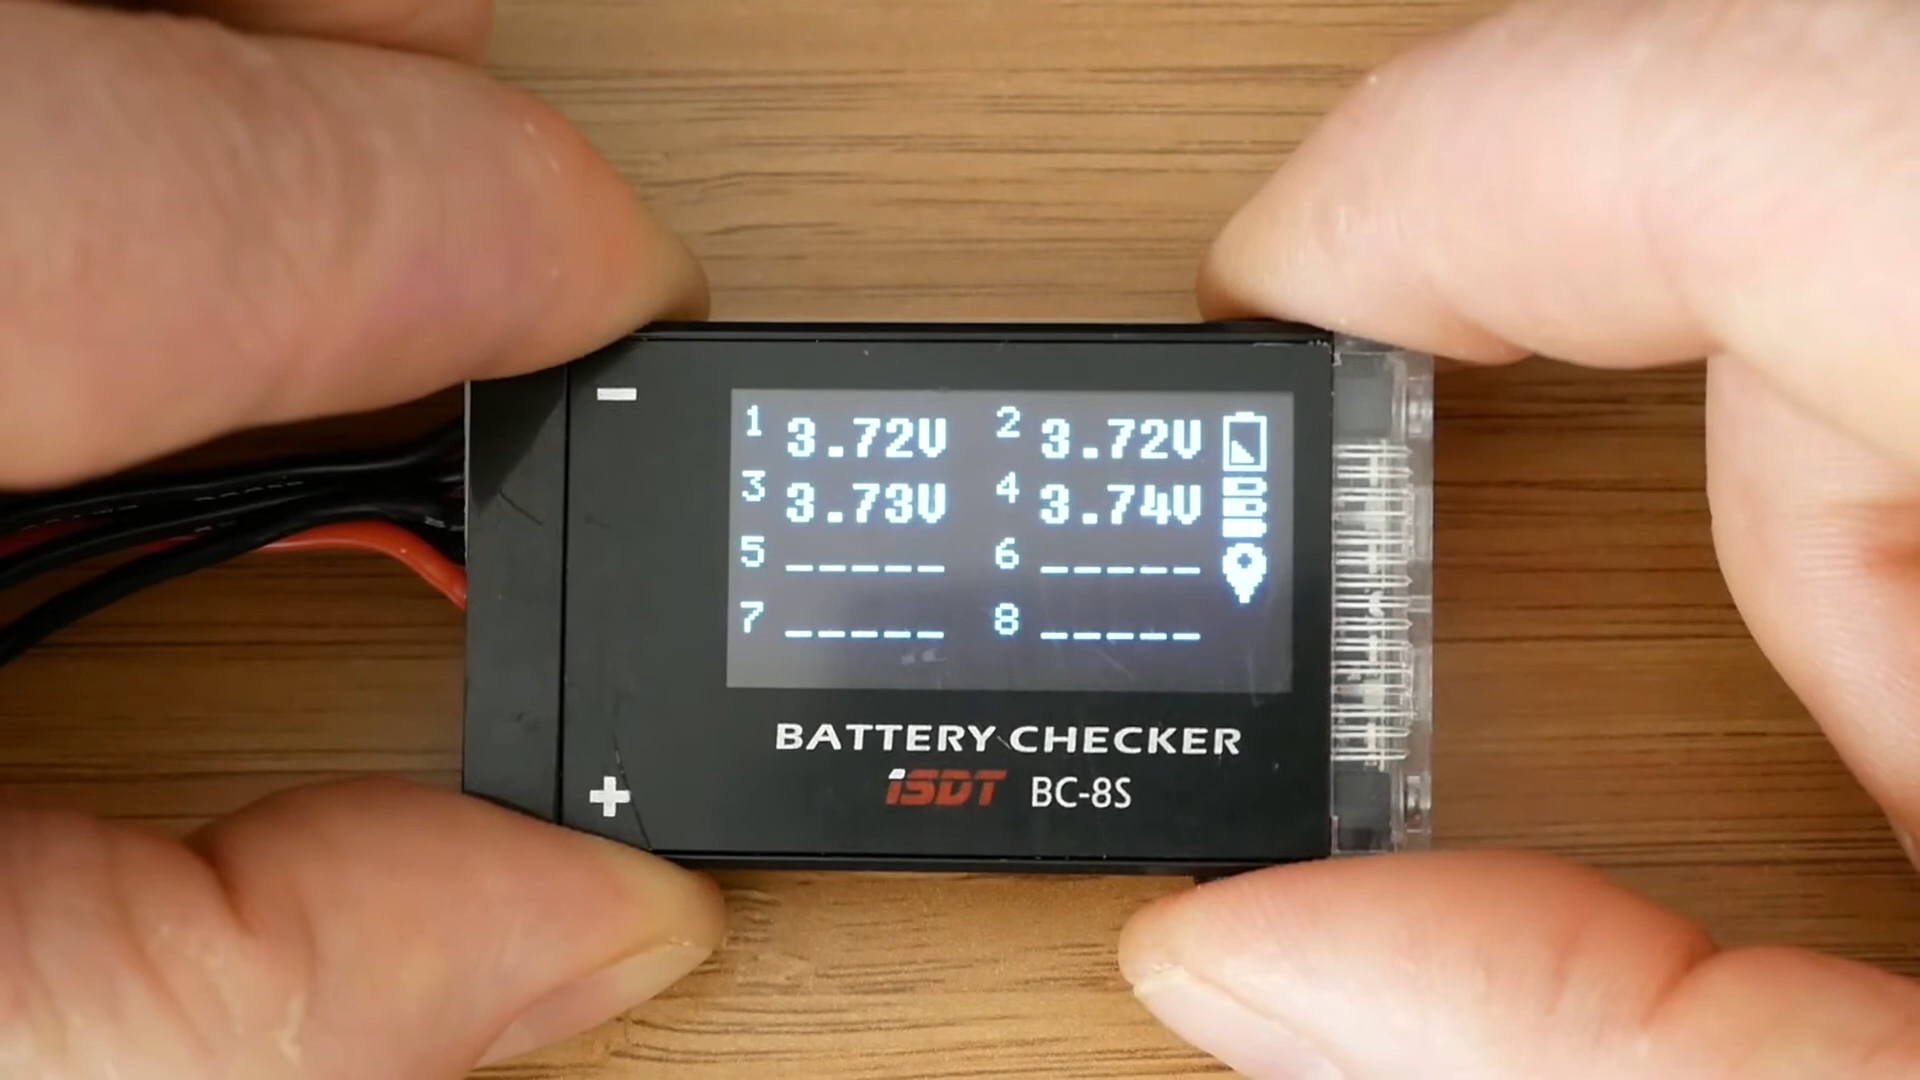 −
1 3.72V 2 3.72V
3 3.73V 4 3.74V
5 _____ 6 _____
7 _____ 8 _____
BATTERY CHECKER
iSDT BC-8S
+